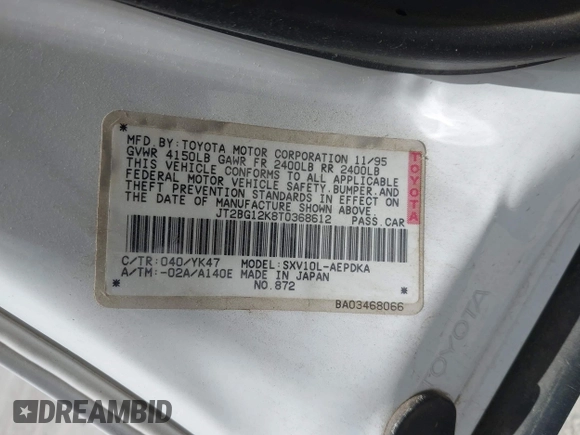 MFD.BY:TOYOTA MOTOR CORPORATION 11/95
GVWR 4150LB GAWR FR 2400LB RR 2400LB
THIS VEHICLE CONFORMS TO ALL APPLICABLE
FEDERAL MOTOR VEHICLE SAFETY,BUMPER,AND
THEFT PREVENTION STANDARDS IN EFFECT ON
THE DATE OF MANUFACTURE SHOWN ABOVE.
JT2BG12K8T0368612 PASS.CAR
TOYOTA
C/TR:040/YK47 MODEL:SXV10L-AEPDKA
A/TM:-02A/A140E MADE IN JAPAN
NO.872
BA03468066
TOYOTA
DREAMBID